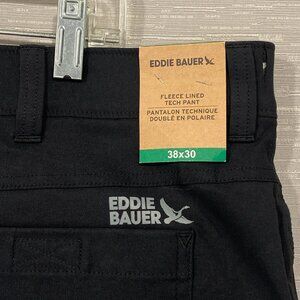 EDDIE BAUER
FLEECE LINED
TECH PANT
PANTALON TECHNIQUE
DOUBLÉ EN POLAIRE
38x30
EDDIE
BAUER